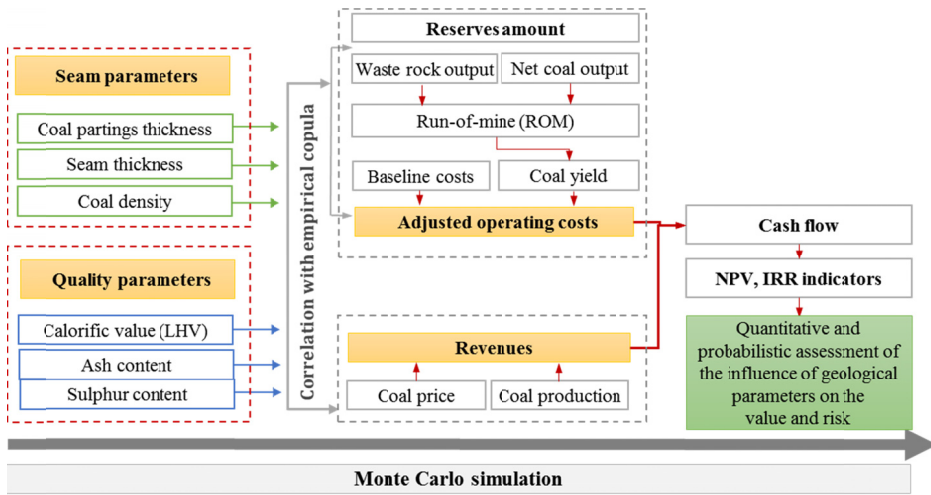 Seam parameters
Coal partings thickness
Seam thickness
Coal density
Quality parameters
Calorific value (LHV)
Ash content
Sulphur content
Correlation with empirical copula
Reserves amount
Waste rock output
Net coal output
Run-of-mine (ROM)
Baseline costs
Coal yield
Adjusted operating costs
Revenues
Coal price
Coal production
Cash flow
NPV, IRR indicators
Quantitative and
probabilistic assessment of
the influence of geological
parameters on the
value and risk
Monte Carlo simulation